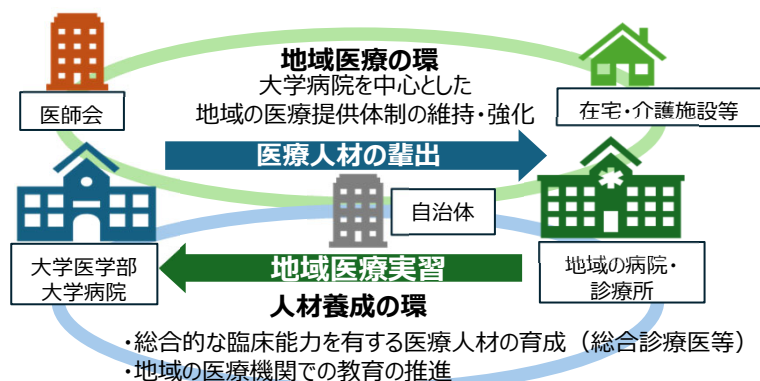 地域医療の環
大学病院を中心とした
地域の医療提供体制の維持・強化
医師会
在宅・介護施設等
医療人材の輩出
自治体
大学医学部
大学病院
地域医療実習
地域の病院・
診療所
人材養成の環
・総合的な臨床能力を有する医療人材の育成（総合診療医等）
・地域の医療機関での教育の推進